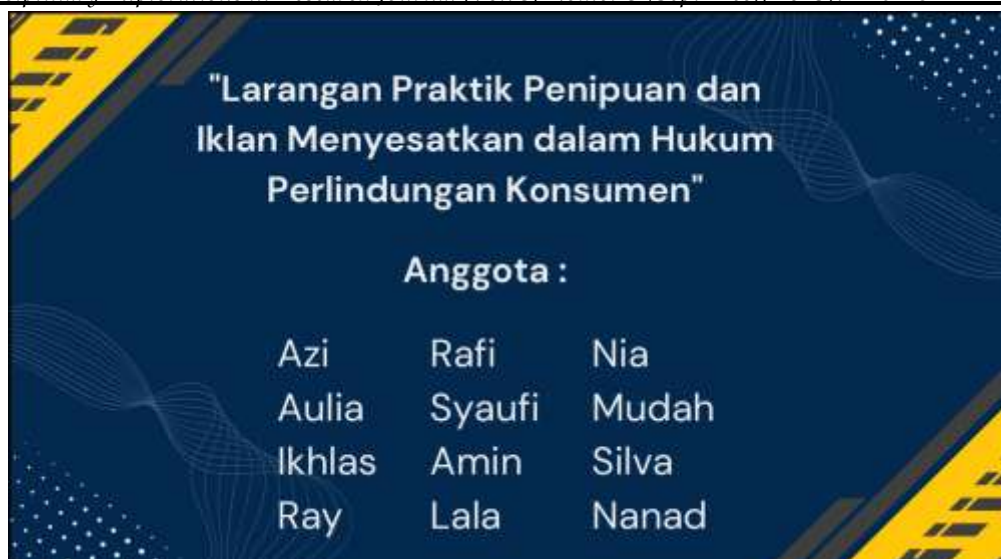 "Larangan Praktik Penipuan dan
Iklan Menyesatkan dalam Hukum
Perlindungan Konsumen"
Anggota :
Azi Rafi Nia
Aulia Syaufi Mudah
Ikhlas Amin Silva
Ray Lala Nanad